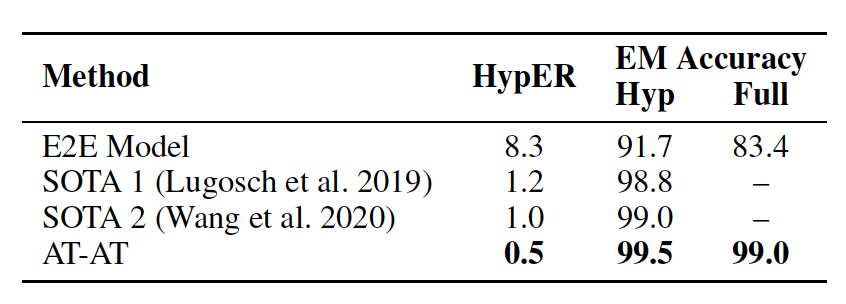 Method HypER EM Accuracy
Hyp Full
E2E Model 8.3 91.7 83.4
SOTA 1 (Lugosch et al. 2019) 1.2 98.8 –
SOTA 2 (Wang et al. 2020) 1.0 99.0 –
AT-AT 0.5 99.5 99.0